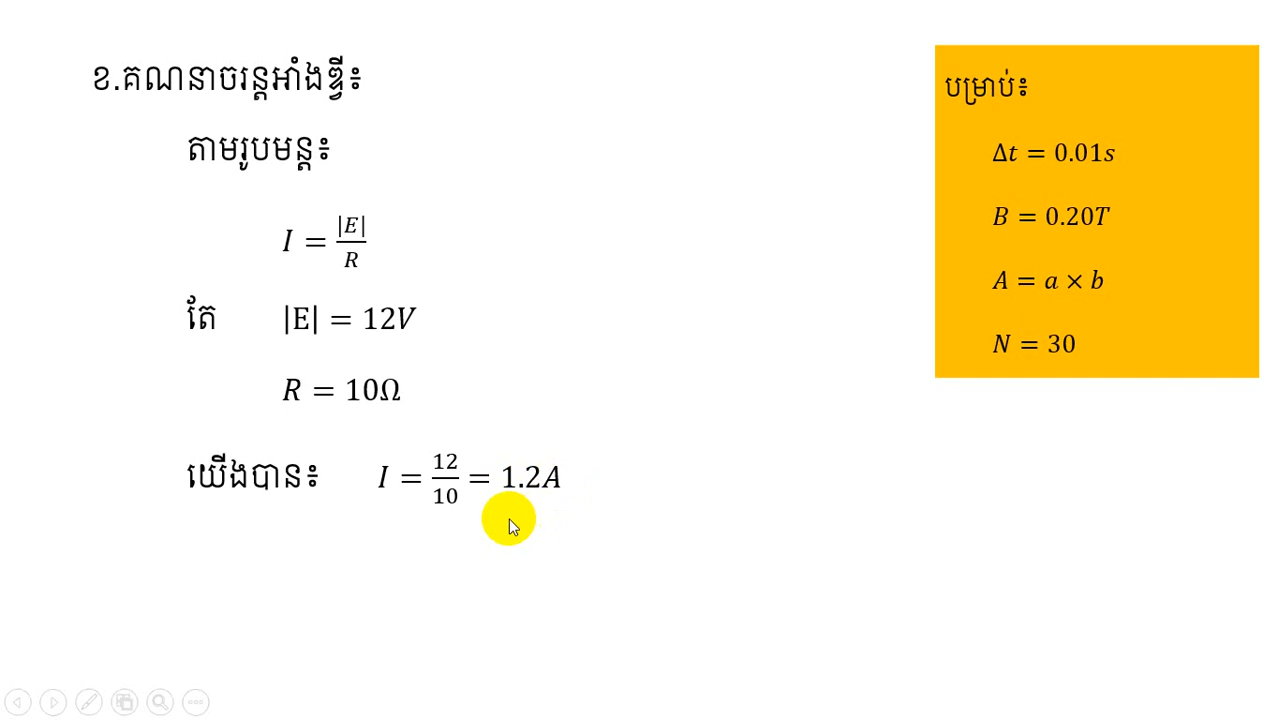 ខ.គណនាចរន្តអាំងឌ្វី៖
តាមរូបមន្ត៖
I = |E|/R
តែ |E| = 12V
R = 10Ω
យើងបាន៖ I = 12/10 = 1.2A
បម្រាប់៖
Δt = 0.01s
B = 0.20T
A = a × b
N = 30